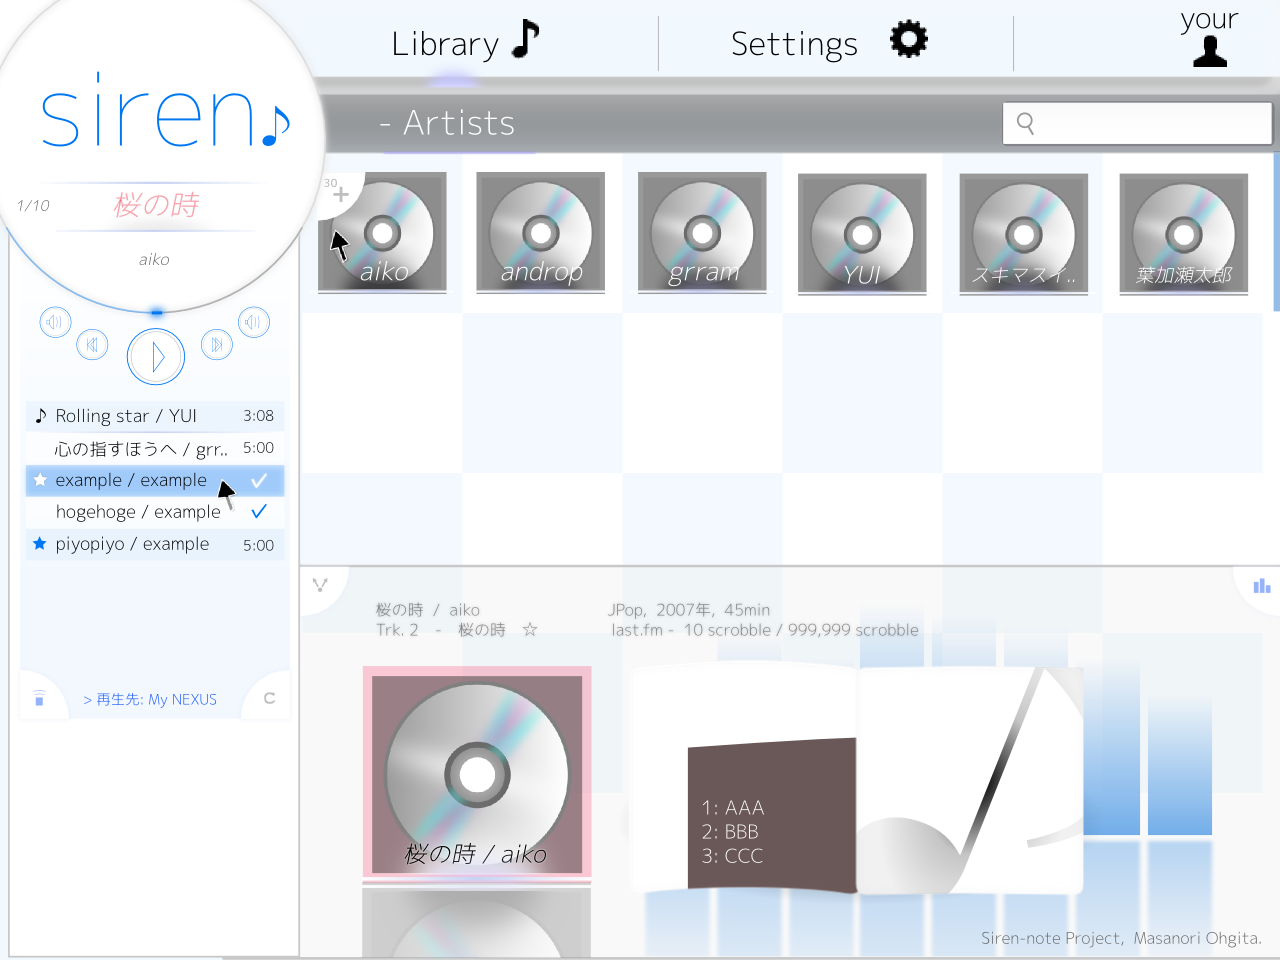 Library
Settings
your
siren
- Artists
1/10
桜の時
aiko
30
aiko
androp
grram
YUI
スキマスイ..
葉加瀬太郎
Rolling star / YUI 3:08
心の指すほうへ / grr.. 5:00
example / example
hogehoge / example
piyopiyo / example 5:00
> 再生先: My NEXUS
C
桜の時 / aiko JPop, 2007年, 45min
Trk. 2 - 桜の時 ☆ last.fm - 10 scrobble / 999,999 scrobble
桜の時 / aiko
1: AAA
2: BBB
3: CCC
Siren-note Project, Masanori Ohgita.